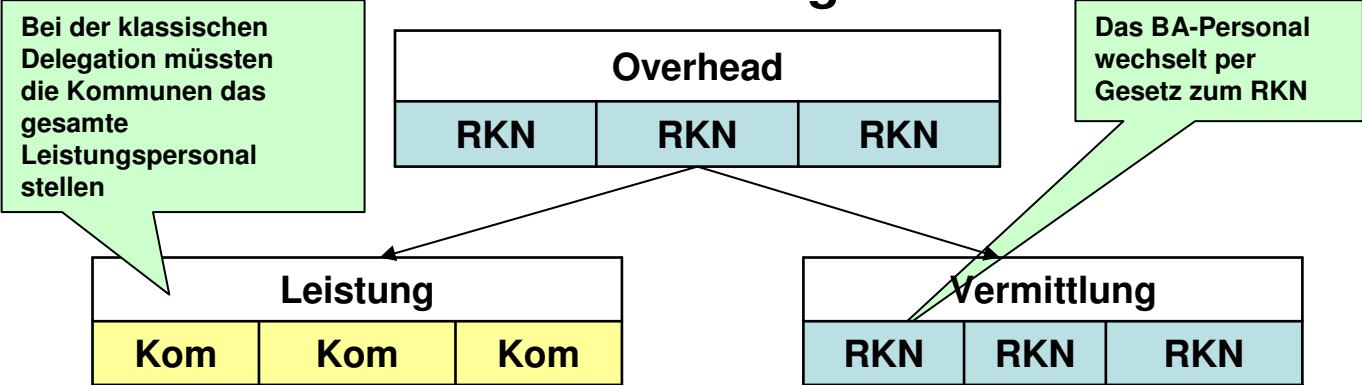 Bei der klassischen
Delegation müssten
die Kommunen das
gesamte
Leistungspersonal
stellen
Overhead
RKN RKN RKN
Das BA-Personal
wechselt per
Gesetz zum RKN
Leistung
Kom Kom Kom
Vermittlung
RKN RKN RKN